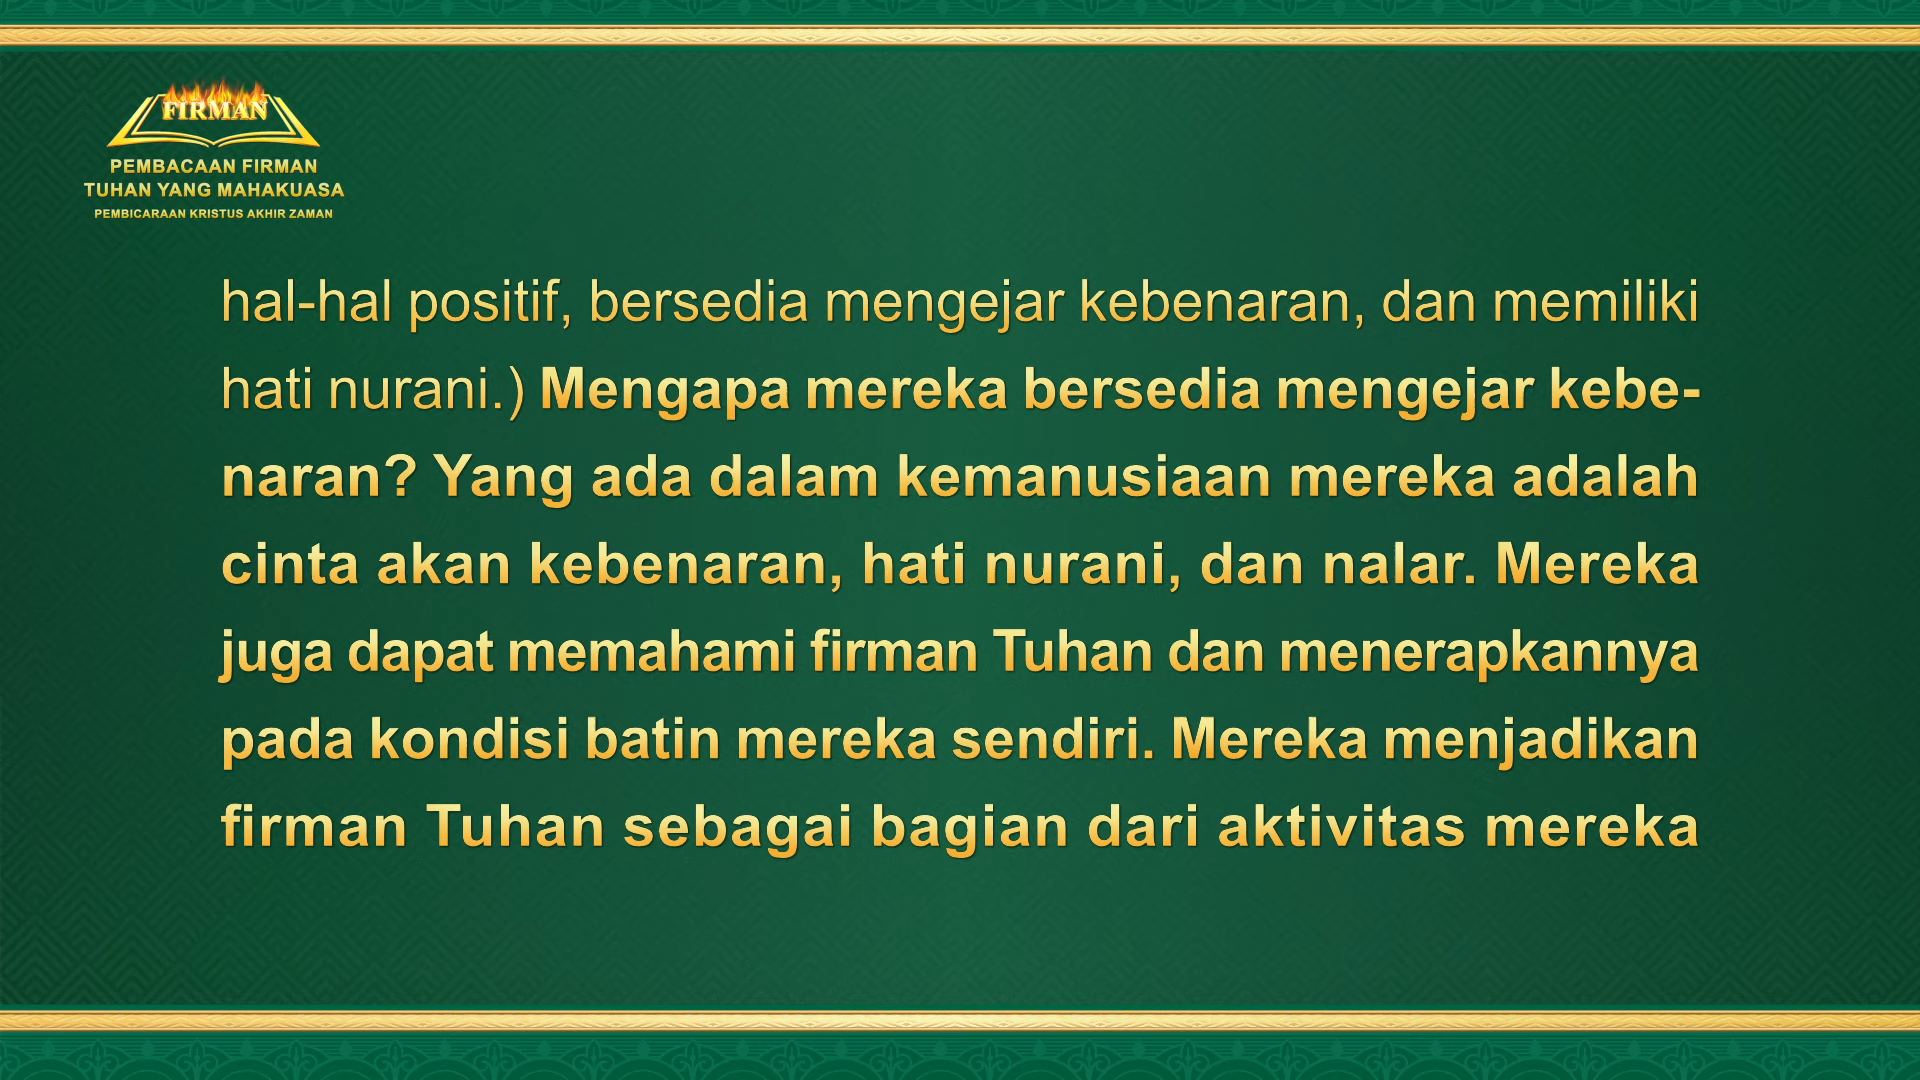 FIRMAN
PEMBACAAN FIRMAN
TUHAN YANG MAHAKUASA
PEMBICARAAN KRISTUS AKHIR ZAMAN
hal-hal positif, bersedia mengejar kebenaran, dan memiliki
hati nurani.) Mengapa mereka bersedia mengejar kebe-
naran? Yang ada dalam kemanusiaan mereka adalah
cinta akan kebenaran, hati nurani, dan nalar. Mereka
juga dapat memahami firman Tuhan dan menerapkannya
pada kondisi batin mereka sendiri. Mereka menjadikan
firman Tuhan sebagai bagian dari aktivitas mereka